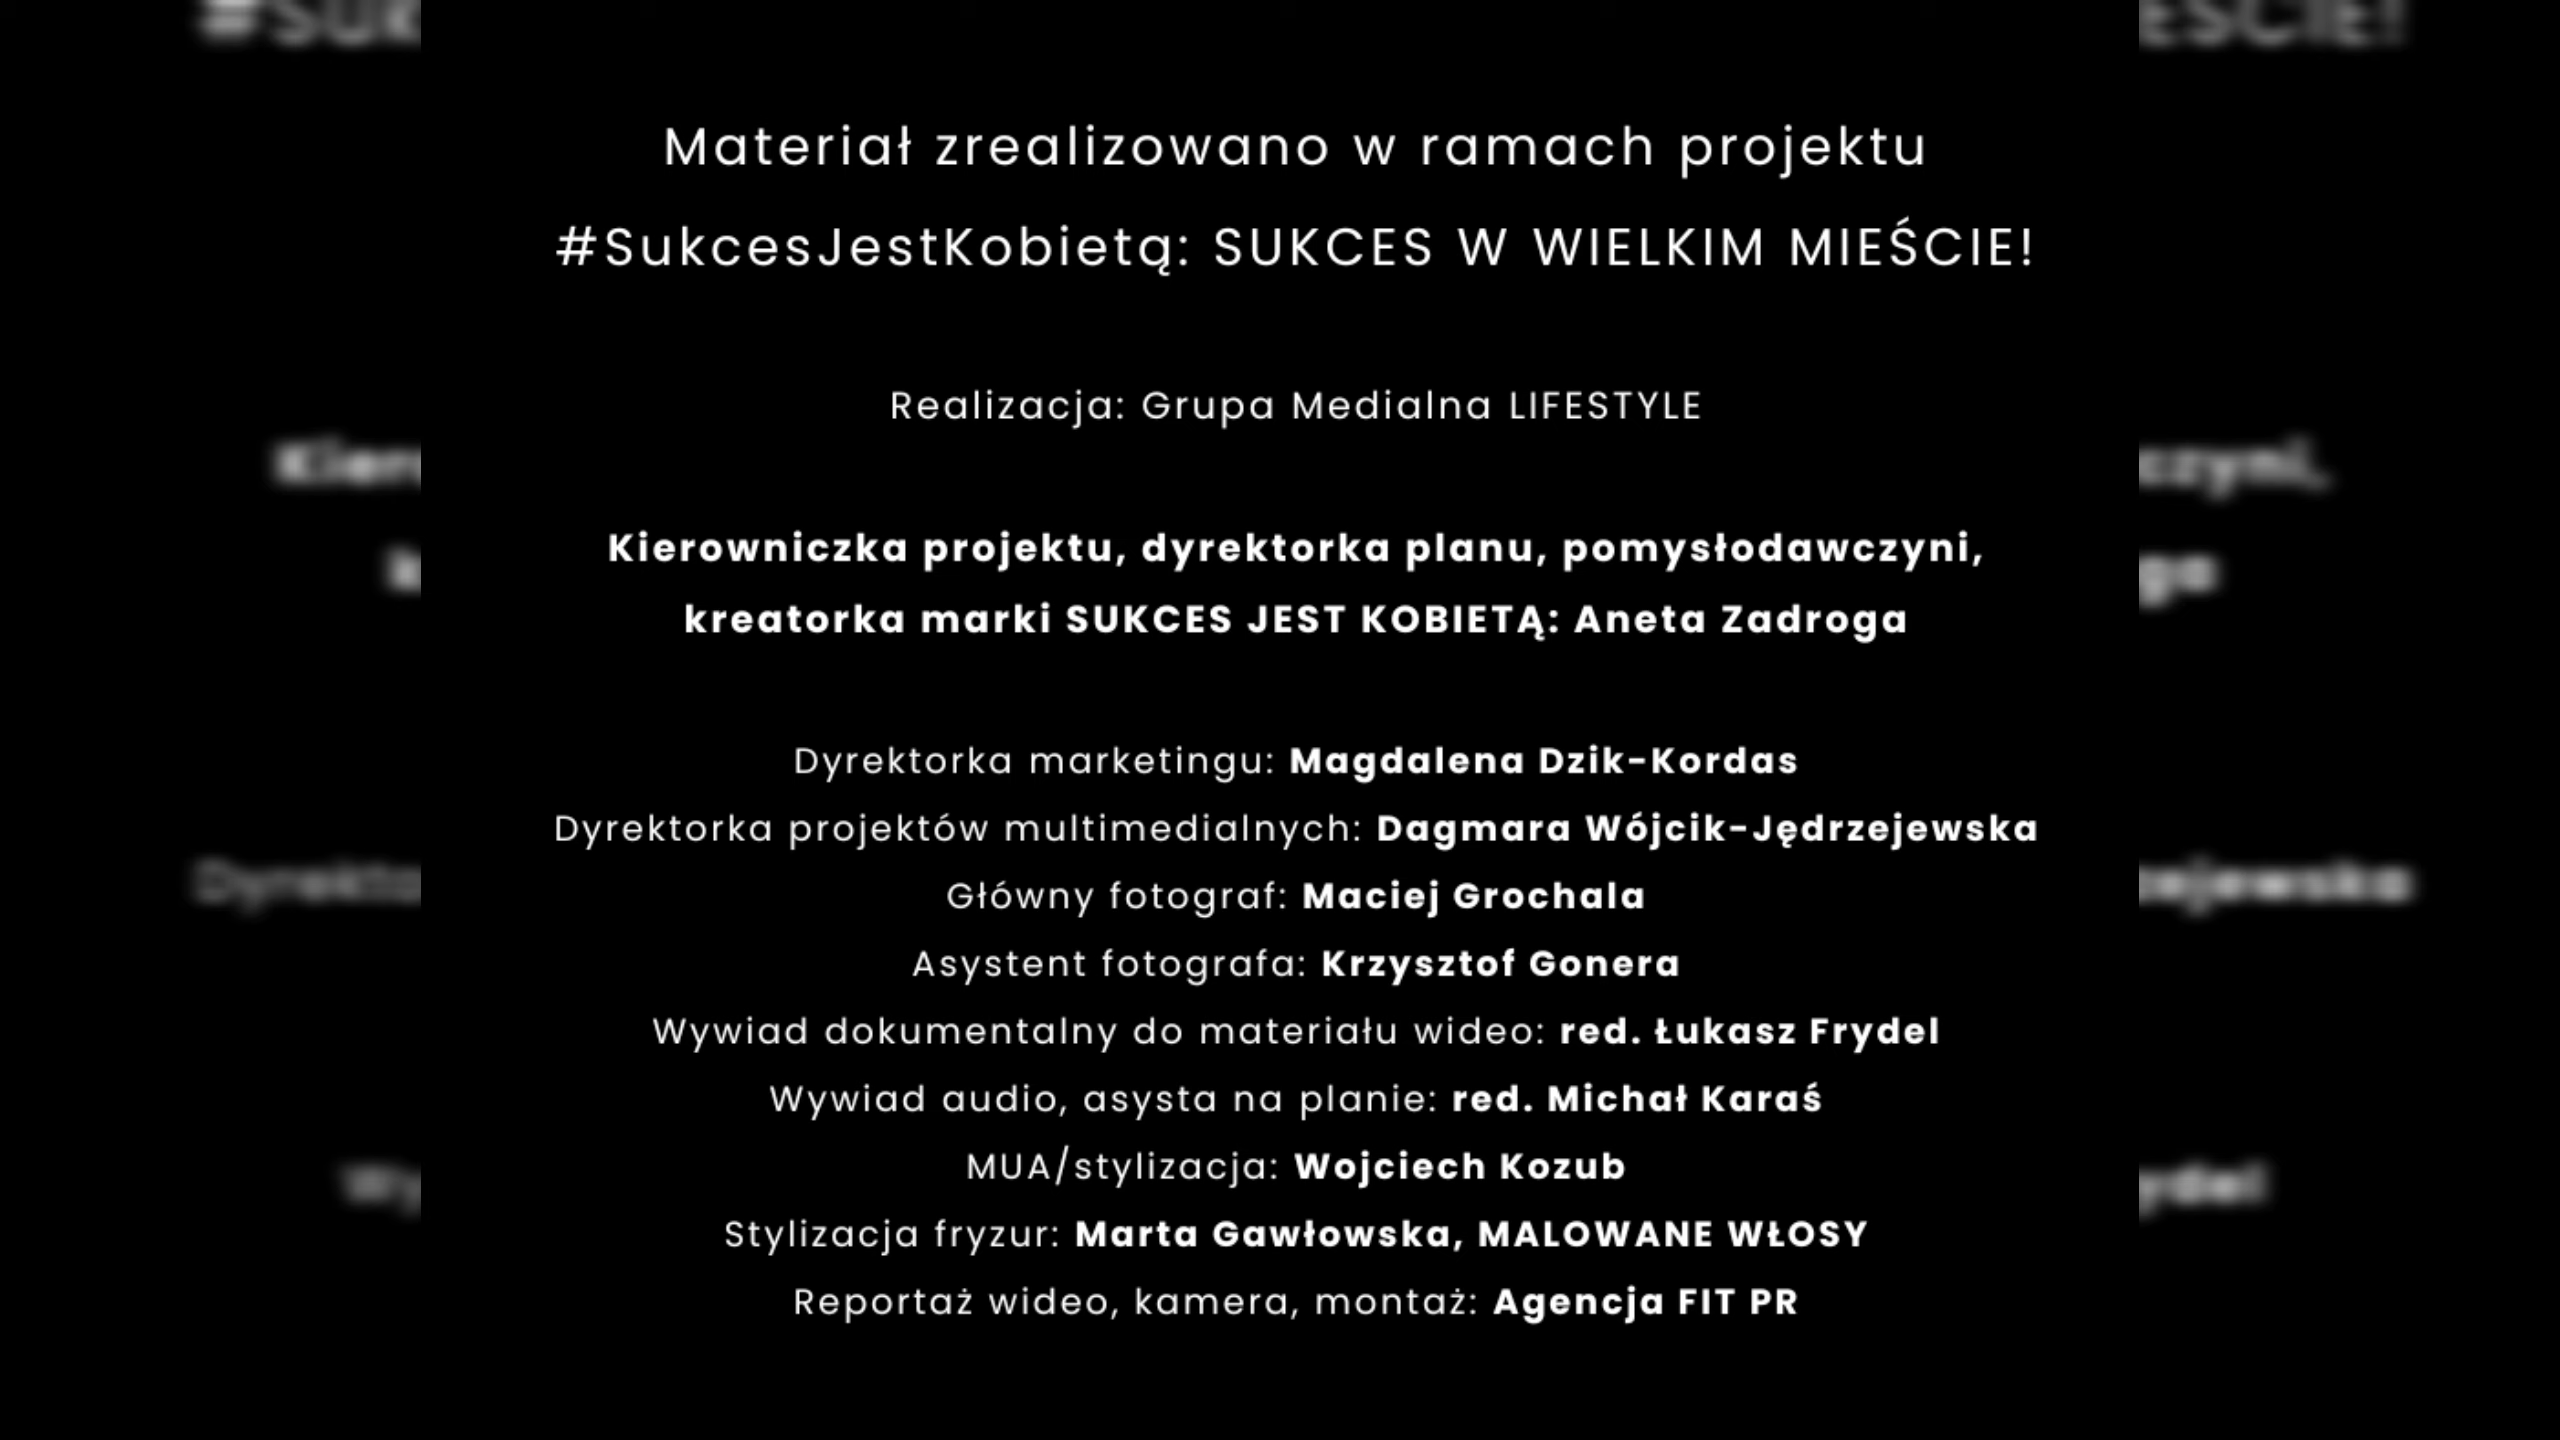 Materiał zrealizowano w ramach projektu
#SukcesJestKobietą: SUKCES W WIELKIM MIEŚCIE!
Realizacja: Grupa Medialna LIFESTYLE
Kierowniczka projektu, dyrektorka planu, pomysłodawczyni,
kreatorka marki SUKCES JEST KOBIETĄ: Aneta Zadroga
Dyrektorka marketingu: Magdalena Dzik-Kordas
Dyrektorka projektów multimedialnych: Dagmara Wójcik-Jędrzejewska
Główny fotograf: Maciej Grochala
Asystent fotografa: Krzysztof Gonera
Wywiad dokumentalny do materiału wideo: red. Łukasz Frydel
Wywiad audio, asysta na planie: red. Michał Karaś
MUA/stylizacja: Wojciech Kozub
Stylizacja fryzur: Marta Gawłowska, MALOWANE WŁOSY
Reportaż wideo, kamera, montaż: Agencja FIT PR